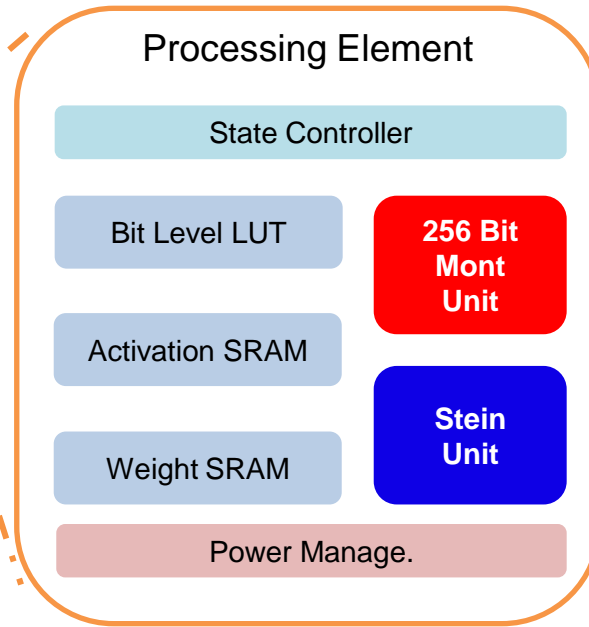 Processing Element
State Controller
Bit Level LUT
256 Bit
Mont
Unit
Activation SRAM
Stein
Unit
Weight SRAM
Power Manage.